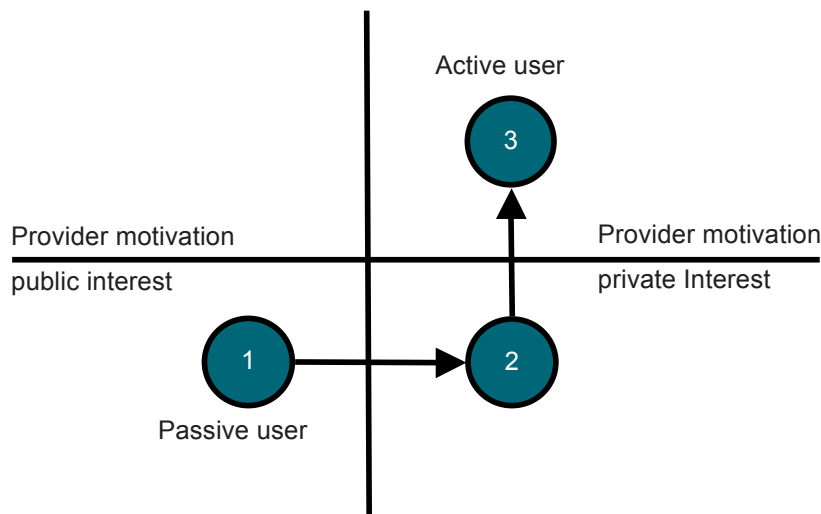 Active user
3
Provider motivation
public interest
Provider motivation
private Interest
1
2
Passive user